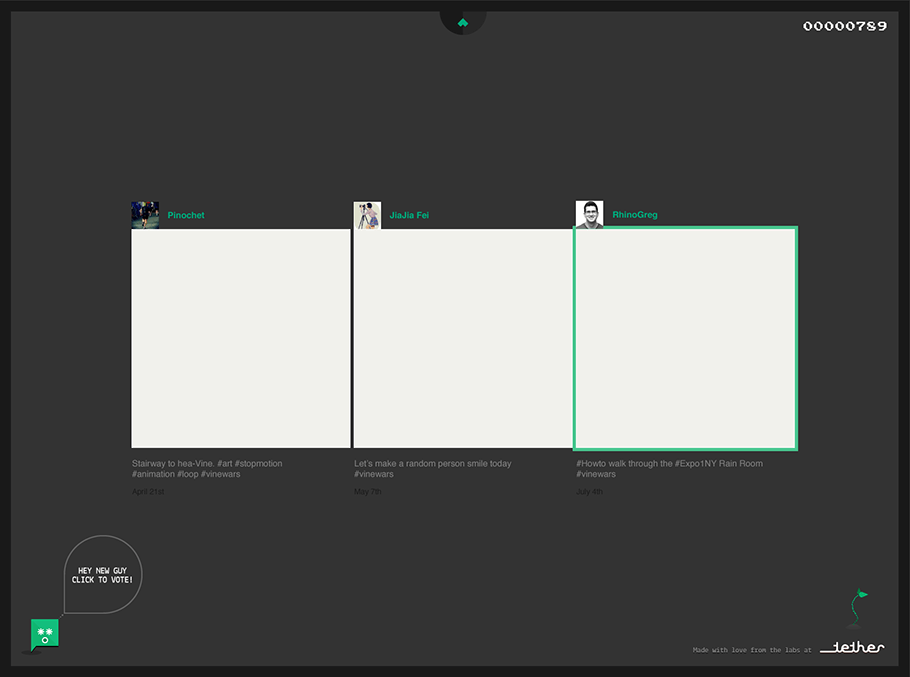 00000789
Pinochet
JiaJia Fei
RhinoGreg
Stairway to hea-Vine. #art #stopmotion
#animation #loop #vinewars
April 21st
Let's make a random person smile today
#vinewars
May 7th
#Howto walk through the #Expo1NY Rain Room
#vinewars
July 4th
HEY NEW GUY
CLICK TO VOTE!
Made with love from the labs at tether